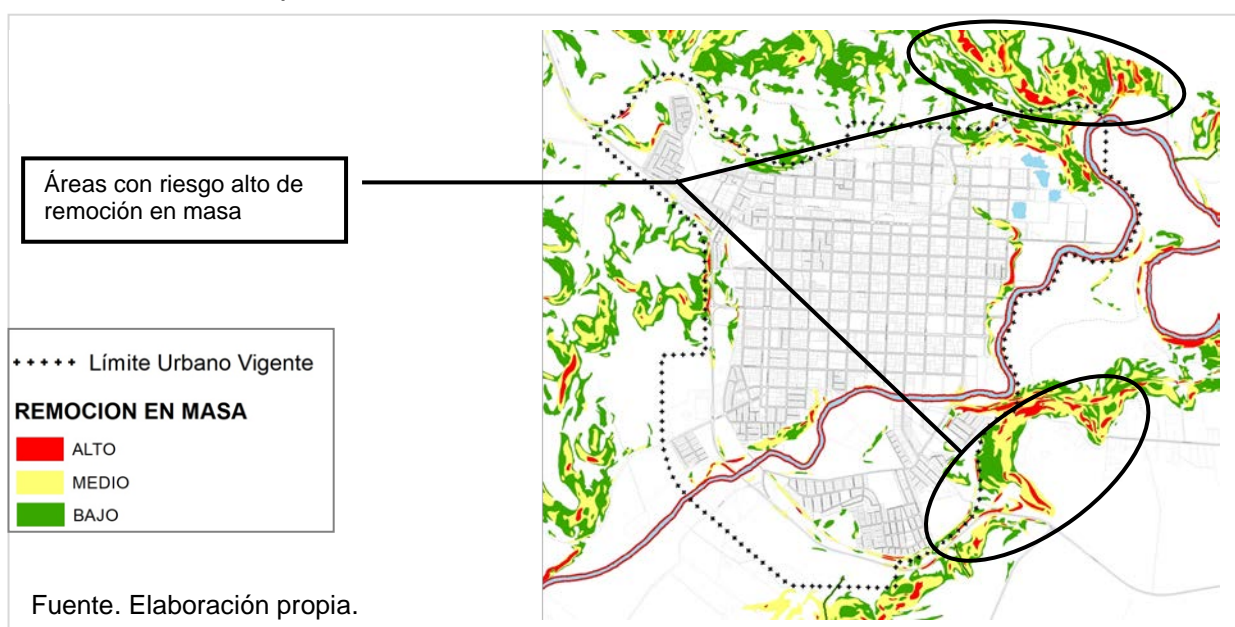 Áreas con riesgo alto de
remoción en masa
Límite Urbano Vigente
REMOCION EN MASA
ALTO
MEDIO
BAJO
Fuente. Elaboración propia.